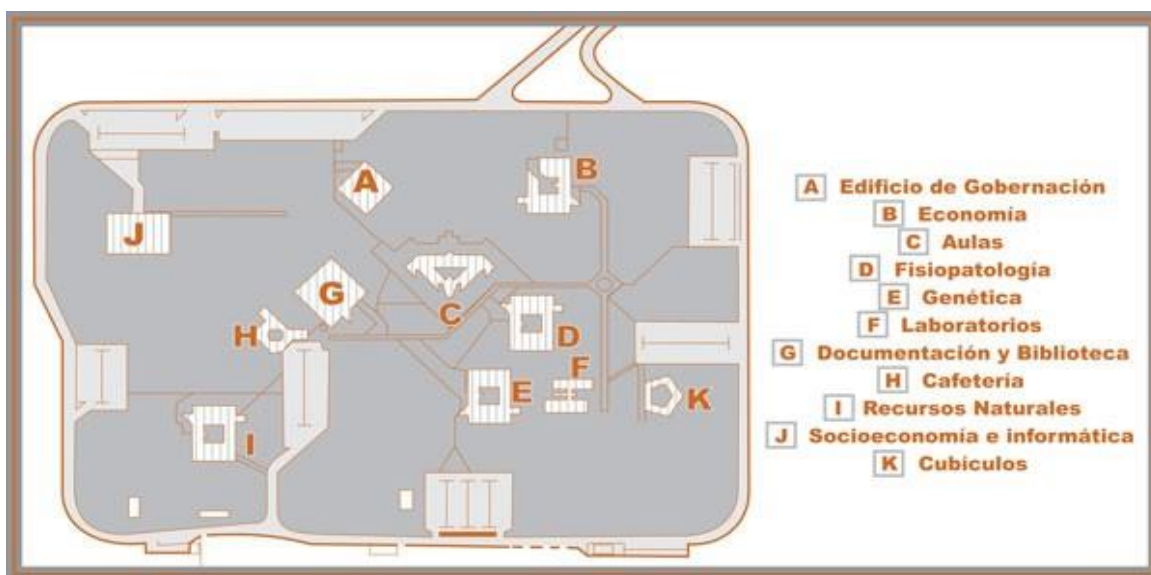 A
B
J
G
C
H
D
F
E
K
I
A Edificio de Gobernación
B Economía
C Aulas
D Fisiopatología
E Genética
F Laboratorios
G Documentación y Biblioteca
H Cafetería
I Recursos Naturales
J Socioeconomía e informática
K Cubículos